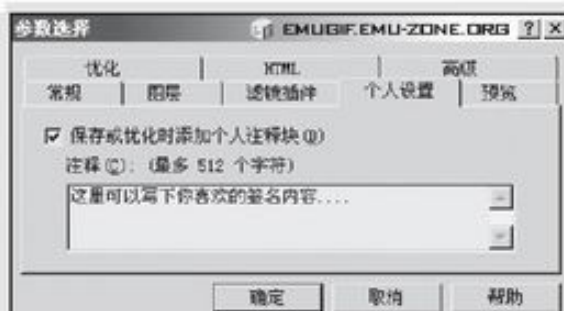 参数选择 EMUGIF.EMU-ZONE.ORG ? ×
优化 HTML 高级
常规 图层 滤镜插件 个人设置 预览
保存或优化时添加个人注释块(B)
注释(C): (最多 512 个字符)
这里可以写下你喜欢的签名内容....
确定 取消 帮助